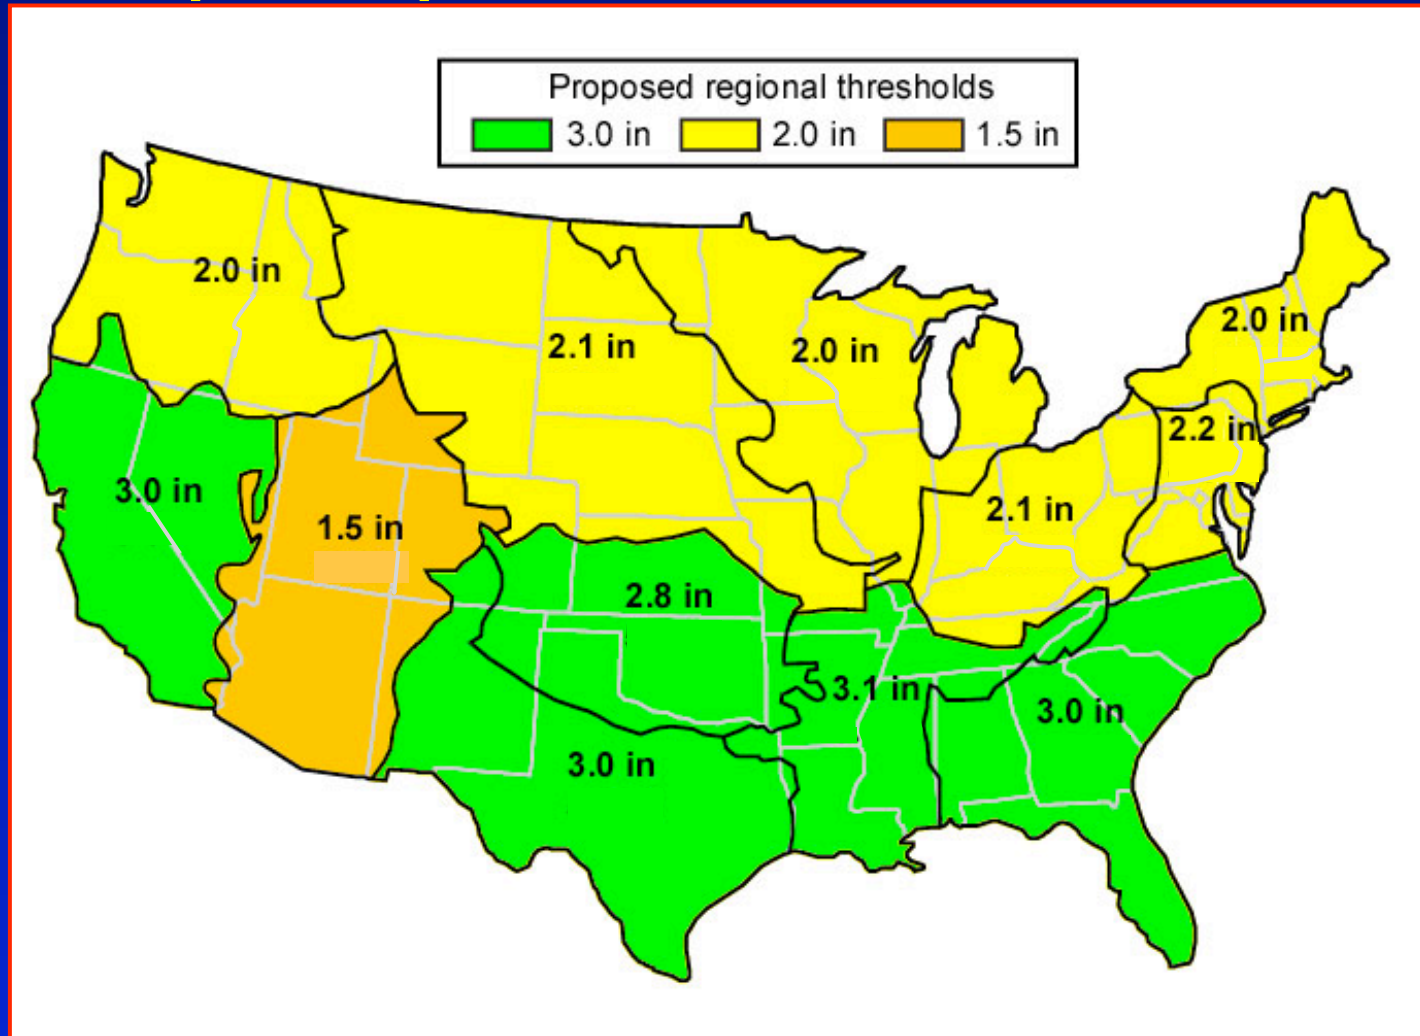 Proposed regional thresholds
3.0 in 2.0 in 1.5 in
2.0 in
2.1 in
2.0 in
2.0 in
2.2 in
3.0 in
1.5 in
2.1 in
2.8 in
3.1 in
3.0 in
3.0 in